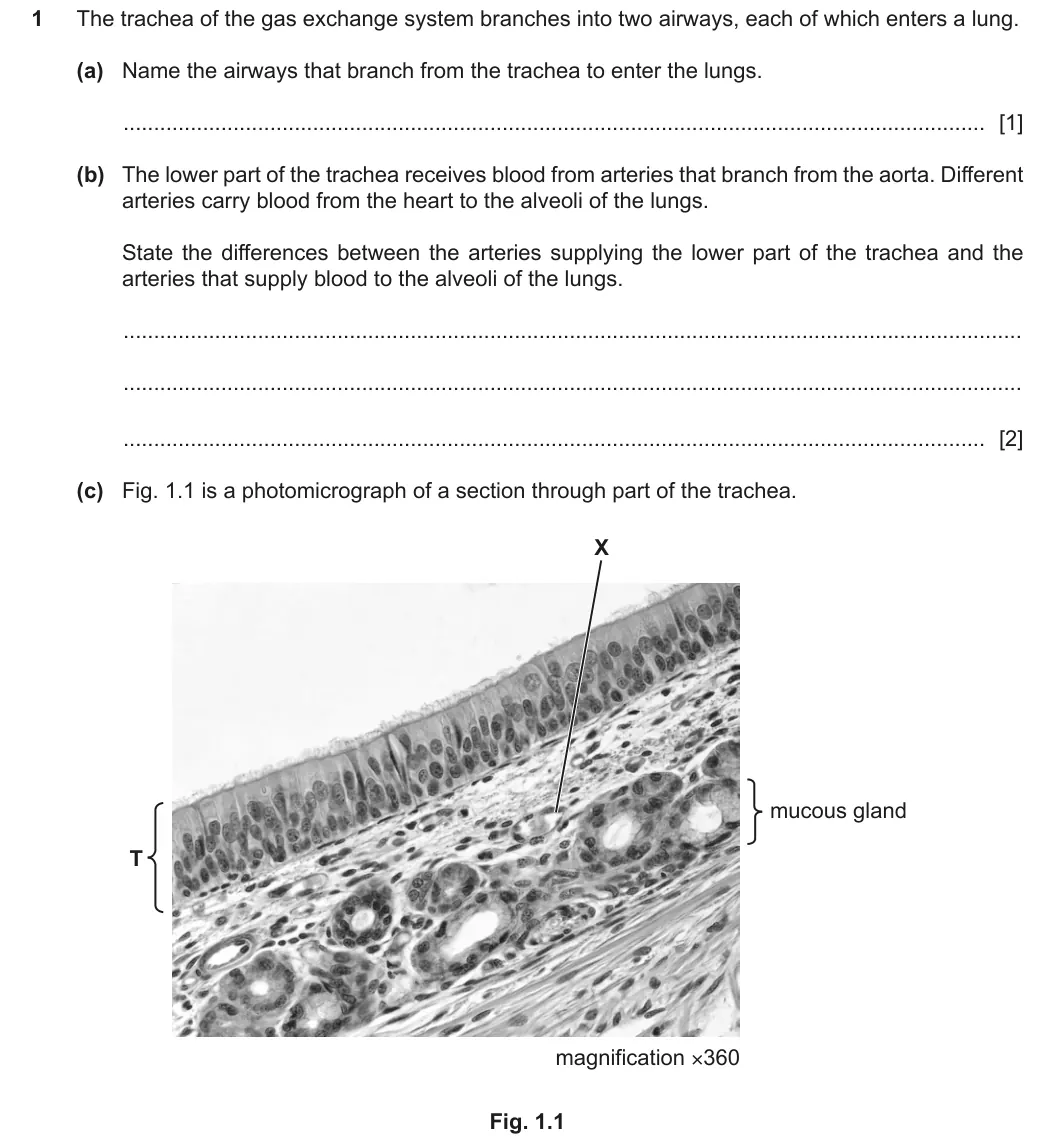 1 The trachea of the gas exchange system branches into two airways, each of which enters a lung.
(a) Name the airways that branch from the trachea to enter the lungs.
[1]
(b) The lower part of the trachea receives blood from arteries that branch from the aorta. Different
arteries carry blood from the heart to the alveoli of the lungs.
State the differences between the arteries supplying the lower part of the trachea and the
arteries that supply blood to the alveoli of the lungs.
[2]
(c) Fig. 1.1 is a photomicrograph of a section through part of the trachea.
X
mucous gland
T
magnification ×360
Fig. 1.1